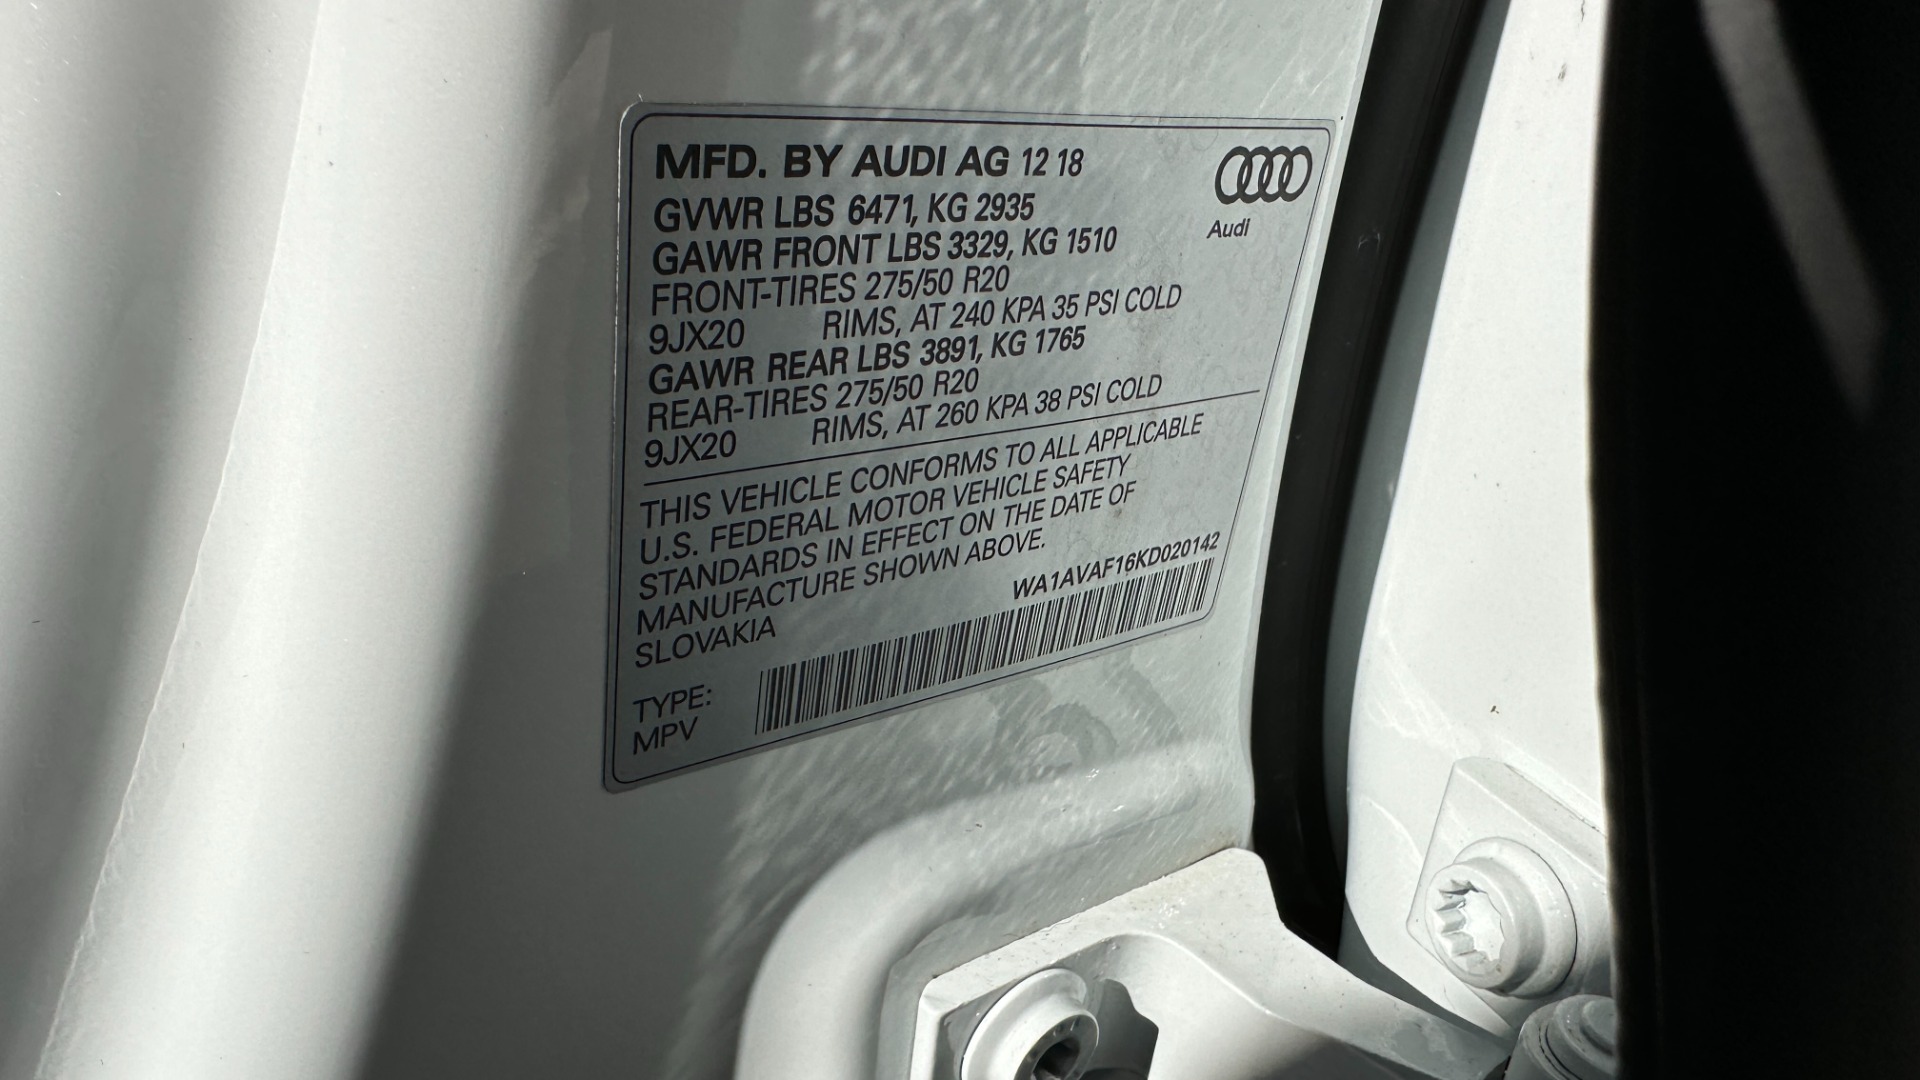 MFD. BY AUDI AG 12 18
Audi
GVWR LBS 6471, KG 2935
GAWR FRONT LBS 3329, KG 1510
FRONT-TIRES 275/50 R20
9JX20 RIMS, AT 240 KPA 35 PSI COLD
GAWR REAR LBS 3891, KG 1765
REAR-TIRES 275/50 R20
9JX20 RIMS, AT 260 KPA 38 PSI COLD
THIS VEHICLE CONFORMS TO ALL APPLICABLE
U.S. FEDERAL MOTOR VEHICLE SAFETY
STANDARDS IN EFFECT ON THE DATE OF
MANUFACTURE SHOWN ABOVE.
SLOVAKIA
WA1AVAF16KD020142
TYPE:
MPV